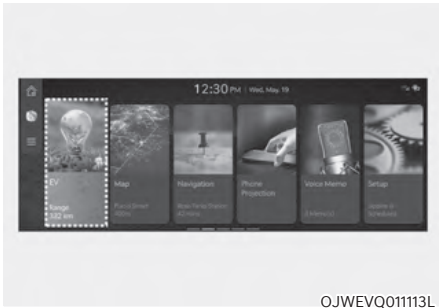 12:30 PM | Wed, May. 19
EV
Range
332 km
Map
Navigation
Phone
Projection
Voice Memo
Setup
OJWEVQ011113L